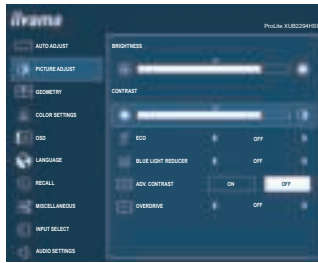 iiyama
ProLite XUB2294HS
AUTO ADJUST
PICTURE ADJUST
GEOMETRY
COLOR SETTINGS
OSD
LANGUAGE
RECALL
MISCELLANEOUS
INPUT SELECT
AUDIO SETTINGS
BRIGHTNESS
CONTRAST
ECO OFF
BLUE LIGHT REDUCER OFF
ADV. CONTRAST ON OFF
OVERDRIVE OFF